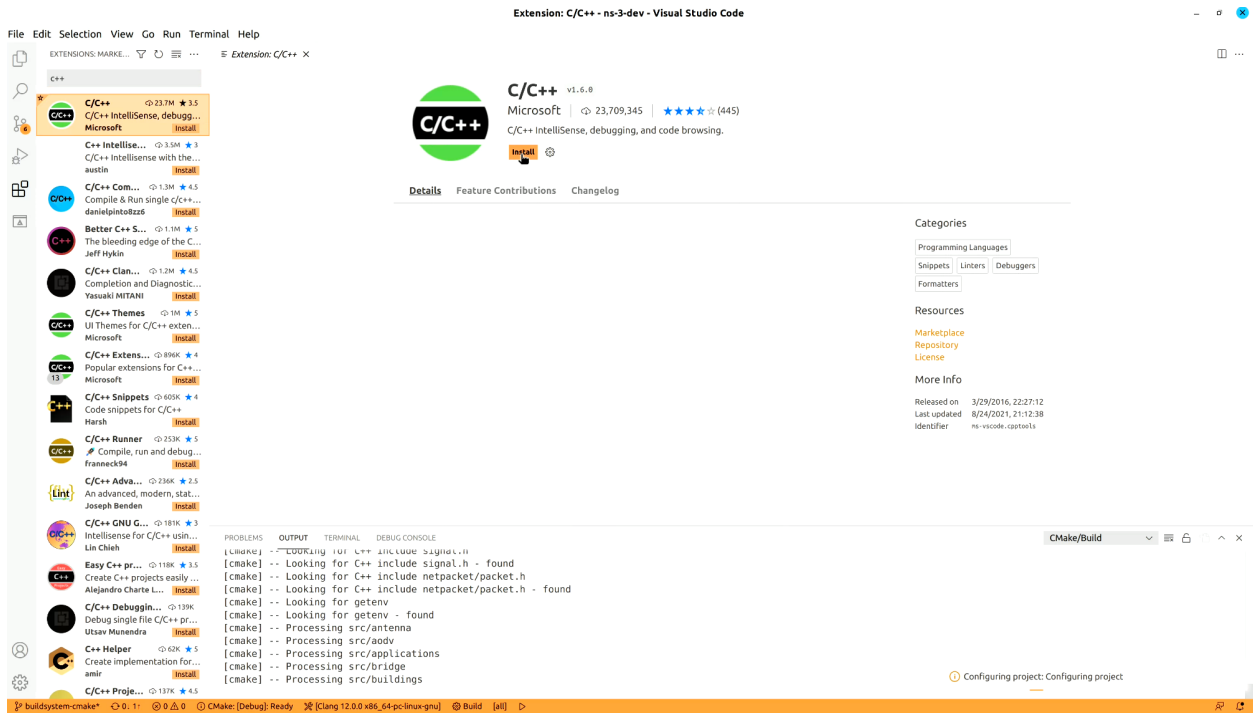 Extension: C/C++ - ns-3-dev - Visual Studio Code
File Edit Selection View Go Run Terminal Help
EXTENSIONS: MARKE...
Extension: C/C++
c++
C/C++ 23.7M 3.5
C/C++ IntelliSense, debugg...
Microsoft Install
C++ Intellise... 3.5M 3
C/C++ Intellisense with the...
austin Install
C/C++ Com... 1.3M 4.5
Compile & Run single c/c++...
danielpinto8zz6 Install
Better C++ S... 1.1M 5
The bleeding edge of the C...
Jeff Hykin Install
C/C++ Clan... 1.2M 4.5
Completion and Diagnostic...
Yasuaki MITANI Install
C/C++ Themes 1M 5
UI Themes for C/C++ exten...
Microsoft Install
C/C++ Extens... 896K 4
Popular extensions for C++...
13
Microsoft Install
C/C++ Snippets 605K 4
Code snippets for C/C++
Harsh Install
C/C++ Runner 253K 5
Compile, run and debug...
franneck94 Install
C/C++ Adva... 236K 2.5
An advanced, modern, stat...
Joseph Benden Install
C/C++ GNU G... 181K 3
Intellisense for C/C++ usin...
Lin Chieh Install
Easy C++ pr... 118K 3.5
Create C++ projects easily ...
Alejandro Charte L... Install
C/C++ Debuggin... 139K
Debug single file C/C++ pr...
Utsav Munendra Install
C++ Helper 62K 5
Create implementation for...
amir Install
C/C++ Proje... 137K 4.5
6
C/C++
C/C++
C++
C/C++
C/C++
C++
C/C++
{Lint}
C/C++
C++
C
C/C++
C/C++ v1.6.0
Microsoft 23,709,345 (445)
C/C++ IntelliSense, debugging, and code browsing.
Install
Details Feature Contributions Changelog
Categories
Programming Languages
Snippets Linters Debuggers
Formatters
Resources
Marketplace
Repository
License
More Info
Released on 3/29/2016, 22:27:12
Last updated 8/24/2021, 21:12:38
Identifier ms-vscode.cpptools
PROBLEMS OUTPUT TERMINAL DEBUG CONSOLE
CMake/Build
[cmake] -- Looking for C++ include signal.h
[cmake] -- Looking for C++ include signal.h - found
[cmake] -- Looking for C++ include netpacket/packet.h
[cmake] -- Looking for C++ include netpacket/packet.h - found
[cmake] -- Looking for getenv
[cmake] -- Looking for getenv - found
[cmake] -- Processing src/antenna
[cmake] -- Processing src/aodv
[cmake] -- Processing src/applications
[cmake] -- Processing src/bridge
[cmake] -- Processing src/buildings
Configuring project: Configuring project
buildsystem-cmake* 0↓ 1↑ 0 0 CMake: [Debug]: Ready [Clang 12.0.0 x86_64-pc-linux-gnu] Build [all]